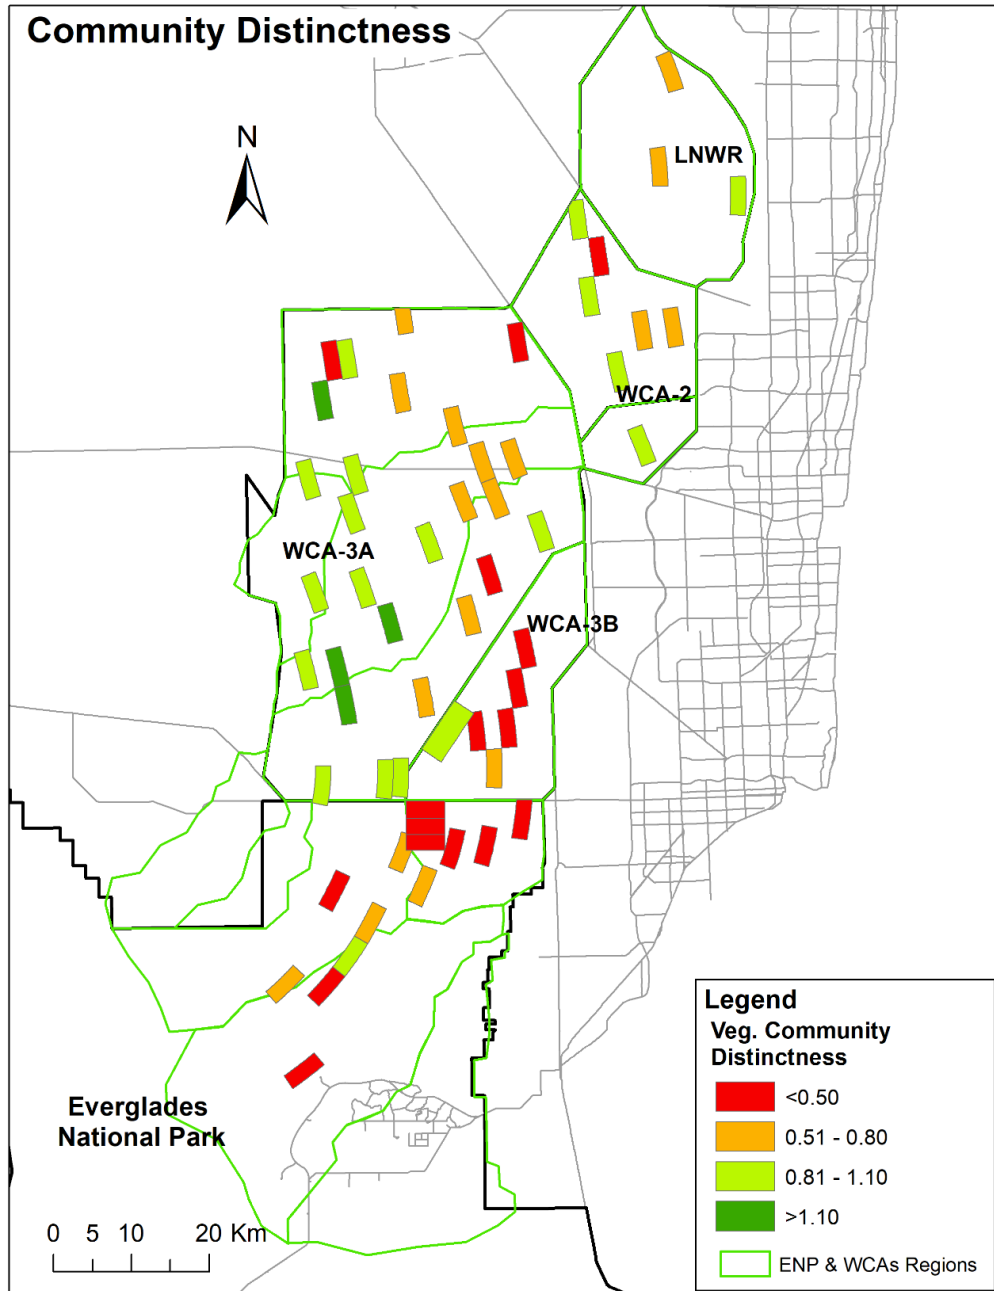 Community Distinctness
N
LNWR
WCA-2
WCA-3A
WCA-3B
Everglades
National Park
0 5 10 20 Km
Legend
Veg. Community
Distinctness
<0.50
0.51 - 0.80
0.81 - 1.10
>1.10
ENP & WCAs Regions